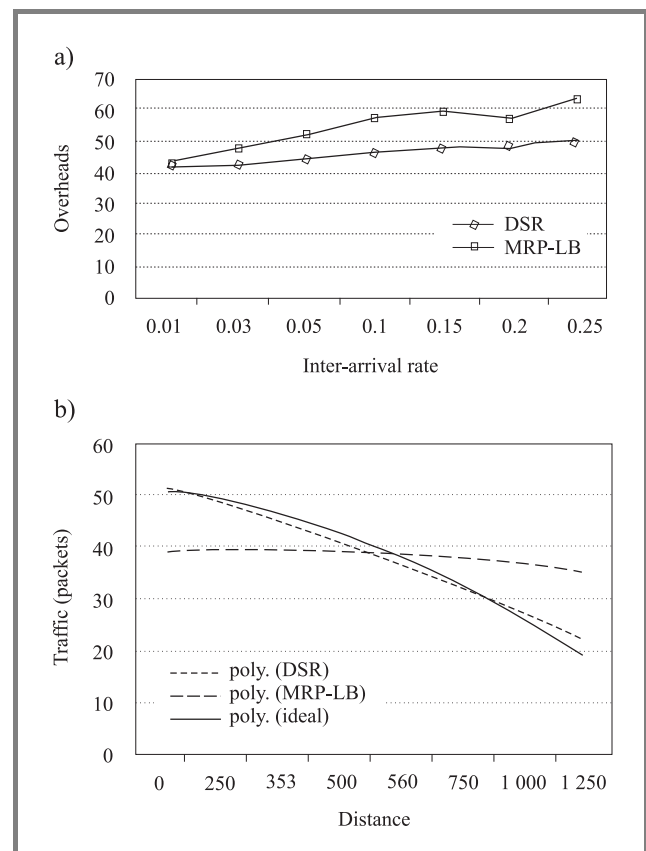 a)
70
60
50
40
30
20
10
0
Overheads
DSR
MRP-LB
0.01 0.03 0.05 0.1 0.15 0.2 0.25
Inter-arrival rate
b)
60
50
40
30
20
10
0
Traffic (packets)
poly. (DSR)
poly. (MRP-LB)
poly. (ideal)
0 250 353 500 560 750 1 000 1 250
Distance